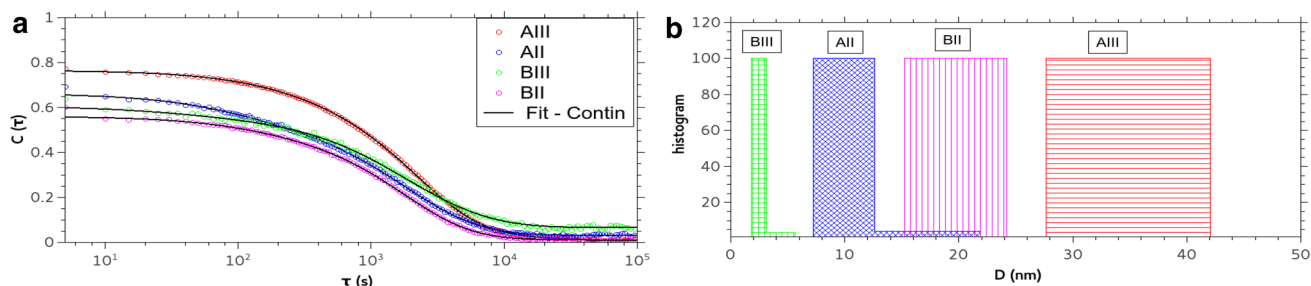 a
1
0.8
0.6
0.4
0.2
0
C (τ)
10¹
10²
10³
10⁴
10⁵
τ (s)
AIII
AII
BIII
BII
Fit - Contin
b
120
100
80
60
40
20
histogram
BIII
AII
BII
AIII
0
10
20
30
40
50
D (nm)